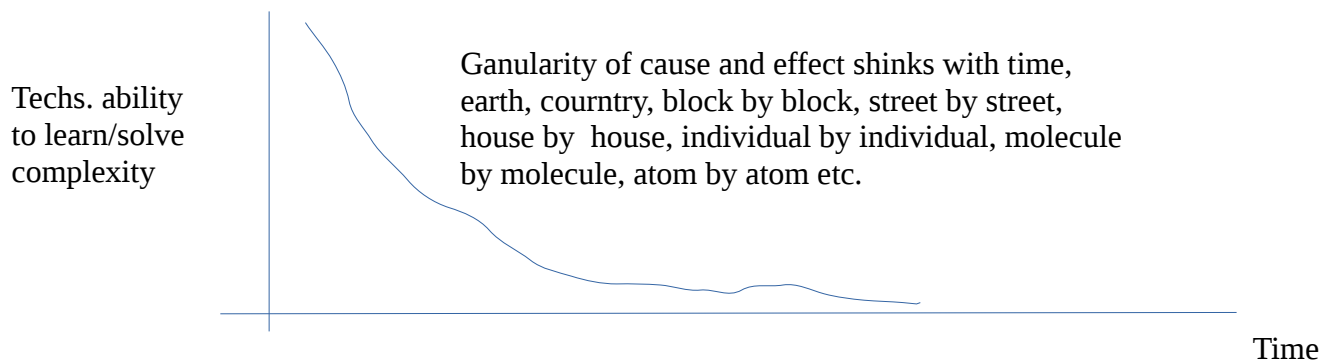 Techs. ability
to learn/solve
complexity
Ganularity of cause and effect shinks with time,
earth, courntry, block by block, street by street,
house by  house, individual by individual, molecule
by molecule, atom by atom etc.
Time